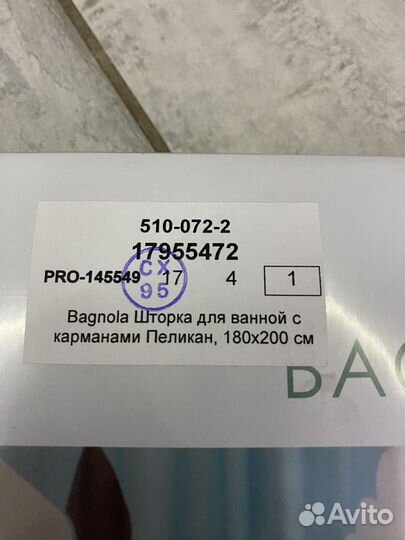 510-072-2
17955472
PRO-145549 17 4 1
CX
95
Bagnola Шторка для ванной с
карманами Пеликан, 180x200 см
BAG
Avito